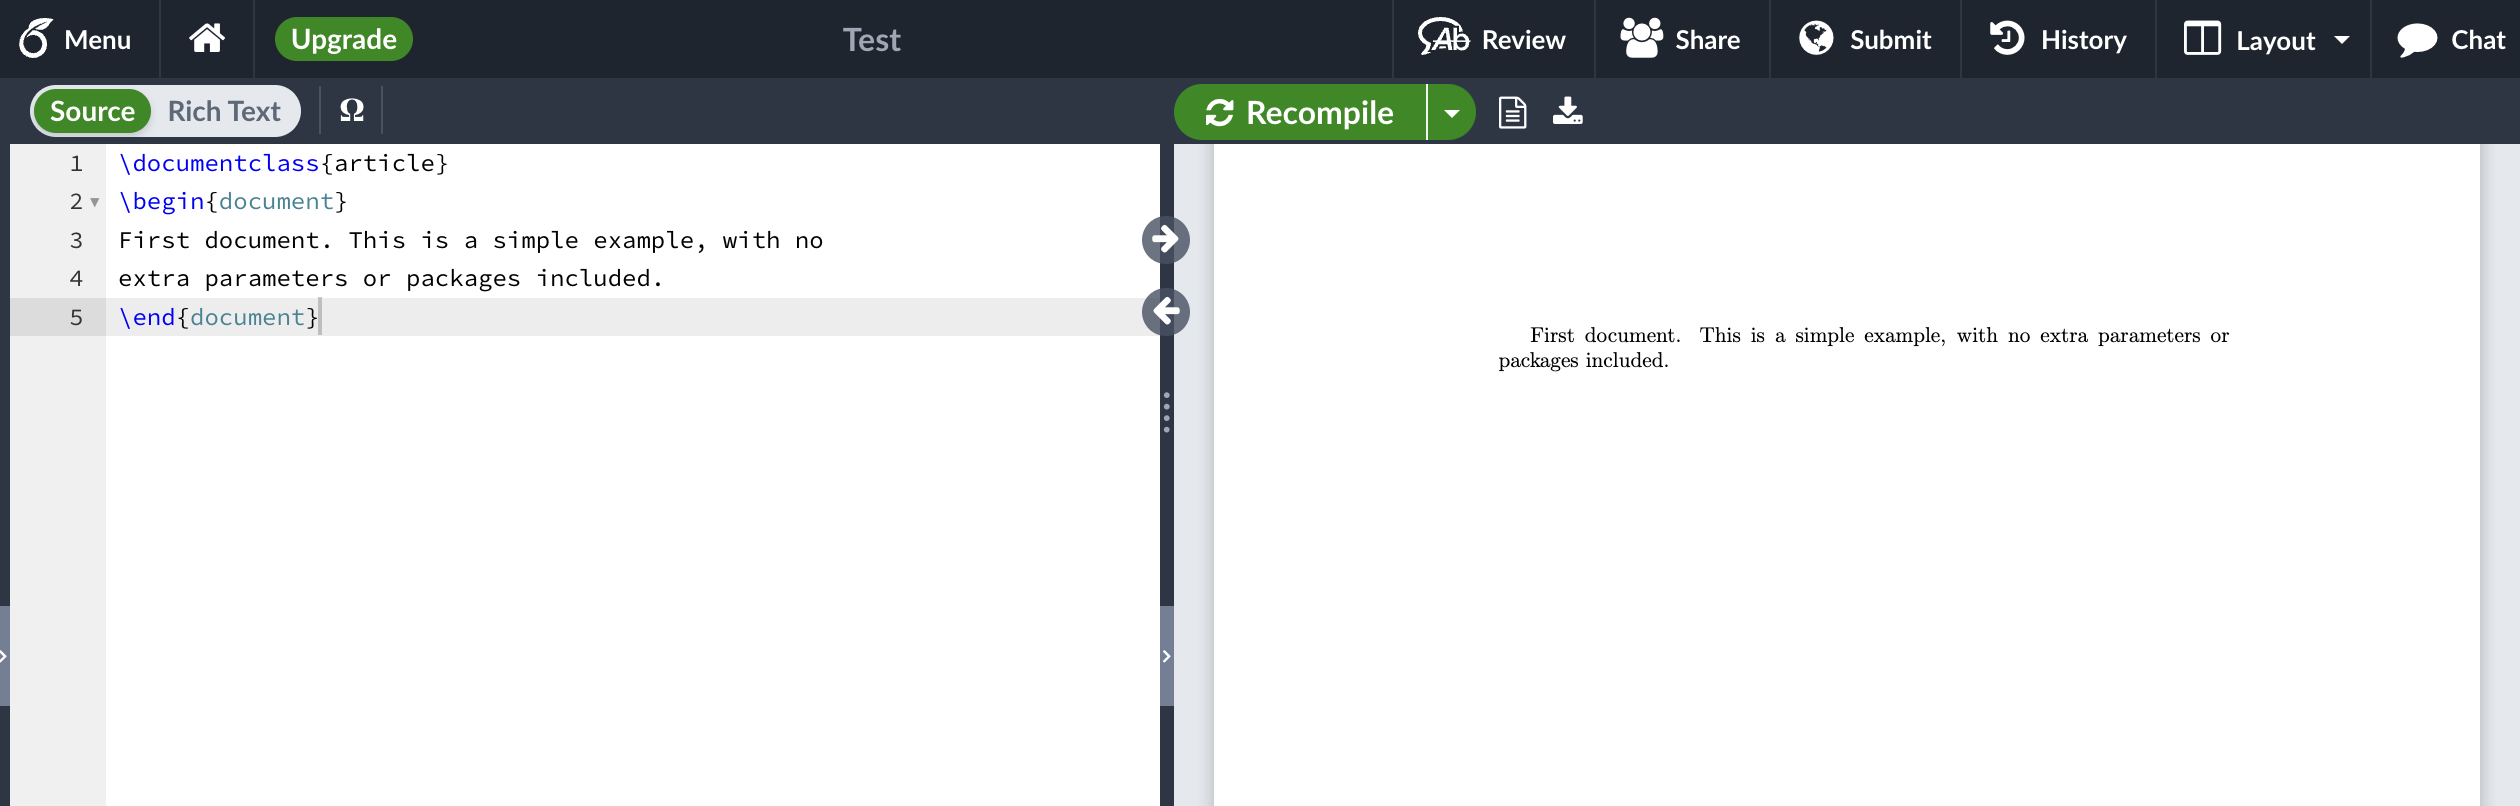 Menu
Upgrade
Test
Review
Share
Submit
History
Layout
Chat
Source
Rich Text
Ω
Recompile
1 \documentclass{article}
2 \begin{document}
3 First document. This is a simple example, with no
4 extra parameters or packages included.
5 \end{document}
First document. This is a simple example, with no extra parameters or
packages included.